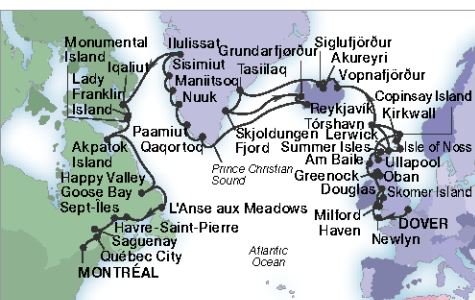 Monumental
Island
Iqaluit
Lady
Franklin
Island
Ilulissat
Sisimiut
Maniitsoq
Nuuk
Grundarfjørður
Tasiilaq
Siglufjörður
Akureyri
Vopnafjörður
Copinsay Island
Kirkwall
Reykjavík
Tórshavn
Lerwick
Isle of Noss
Summer Isles
Ullapool
Am Baile
Oban
Greenock
Douglas
Skomer Island
Milford
Haven
DOVER
Newlyn
Paamiut
Qaqortoq
Skjoldungen
Fjord
Prince Christian
Sound
Akpatok
Island
Happy Valley
Goose Bay
Sept-Îles
L'Anse aux Meadows
Havre-Saint-Pierre
Saguenay
Québec City
MONTRÉAL
Atlantic
Ocean